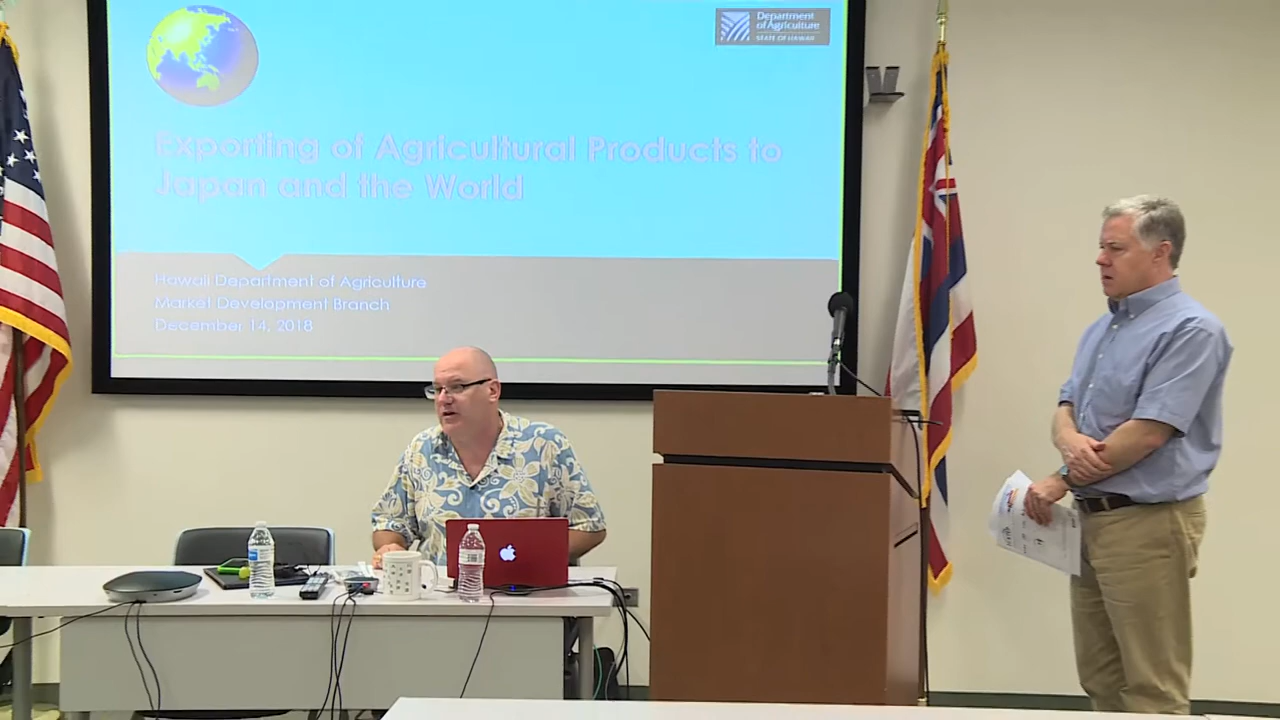 Department
of Agriculture
STATE OF HAWAII
Exporting of Agricultural Products to
Japan and the World
Hawaii Department of Agriculture
Market Development Branch
December 14, 2018